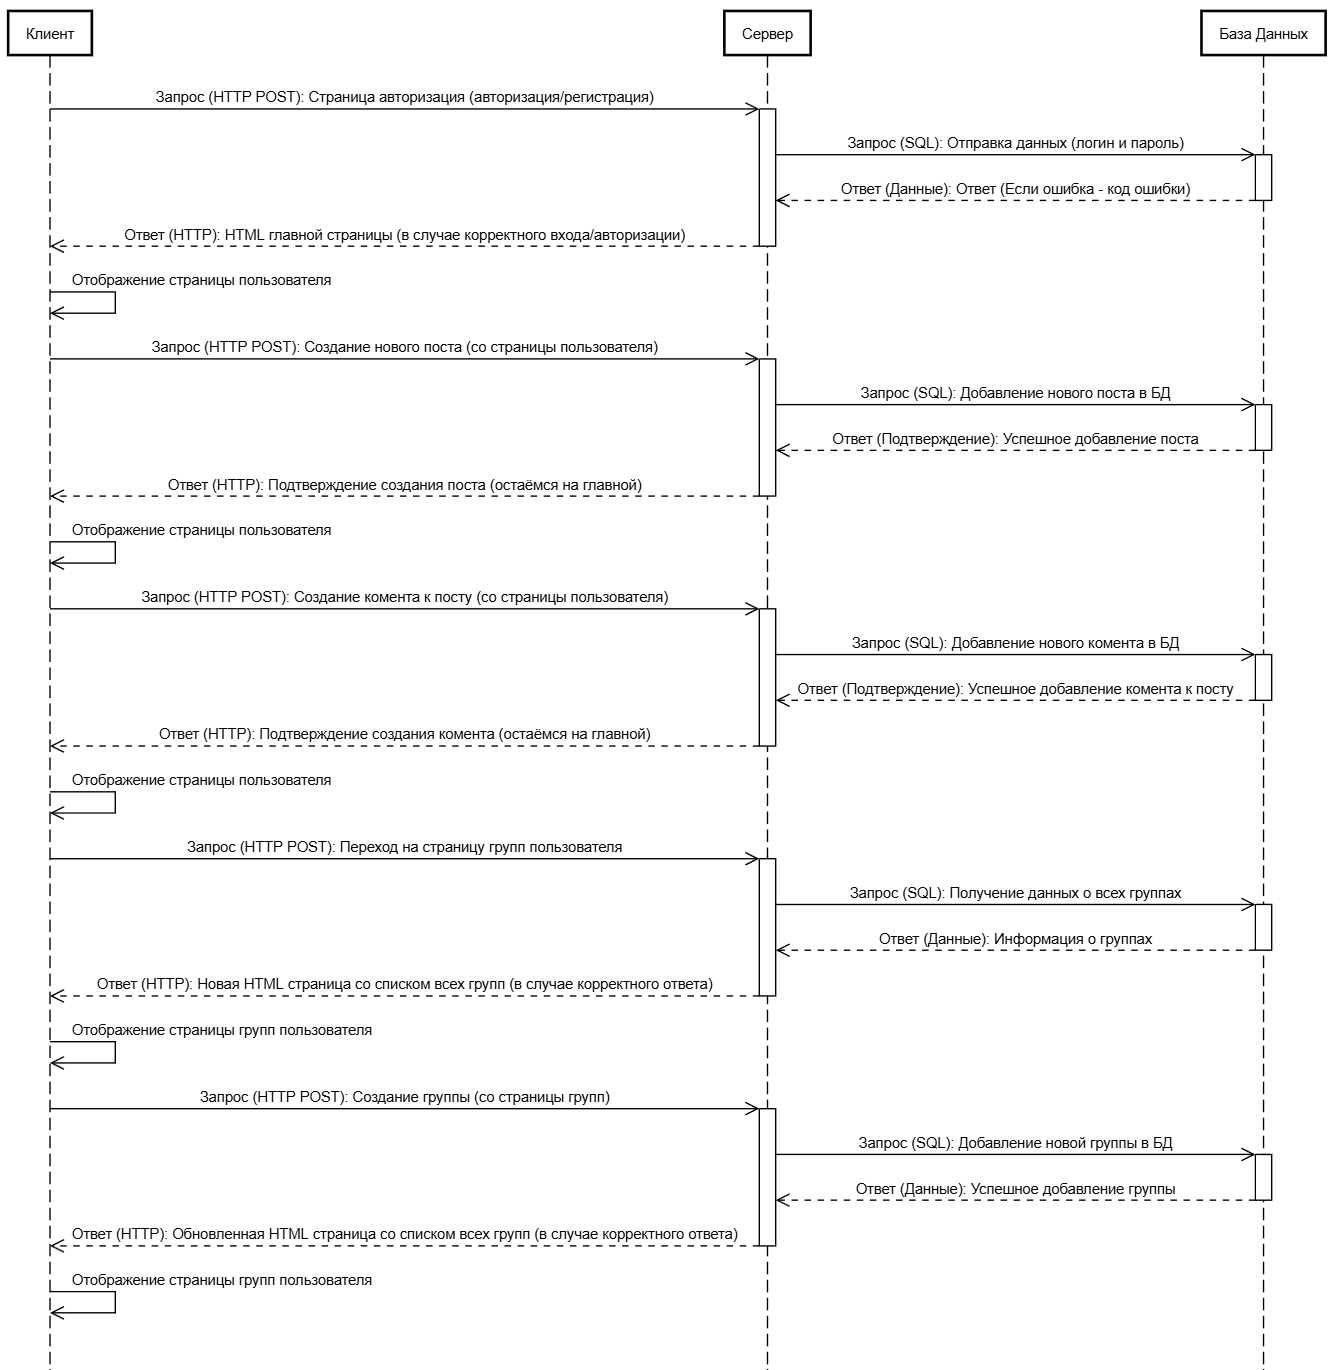 Клиент
Сервер
База Данных
Запрос (HTTP POST): Страница авторизация (авторизация/регистрация)
Запрос (SQL): Отправка данных (логин и пароль)
Ответ (Данные): Ответ (Если ошибка - код ошибки)
Ответ (HTTP): HTML главной страницы (в случае корректного входа/авторизации)
Отображение страницы пользователя
Запрос (HTTP POST): Создание нового поста (со страницы пользователя)
Запрос (SQL): Добавление нового поста в БД
Ответ (Подтверждение): Успешное добавление поста
Ответ (HTTP): Подтверждение создания поста (остаёмся на главной)
Отображение страницы пользователя
Запрос (HTTP POST): Создание комента к посту (со страницы пользователя)
Запрос (SQL): Добавление нового комента в БД
Ответ (Подтверждение): Успешное добавление комента к посту
Ответ (HTTP): Подтверждение создания комента (остаёмся на главной)
Отображение страницы пользователя
Запрос (HTTP POST): Переход на страницу групп пользователя
Запрос (SQL): Получение данных о всех группах
Ответ (Данные): Информация о группах
Ответ (HTTP): Новая HTML страница со списком всех групп (в случае корректного ответа)
Отображение страницы групп пользователя
Запрос (HTTP POST): Создание группы (со страницы групп)
Запрос (SQL): Добавление новой группы в БД
Ответ (Данные): Успешное добавление группы
Ответ (HTTP): Обновленная HTML страница со списком всех групп (в случае корректного ответа)
Отображение страницы групп пользователя